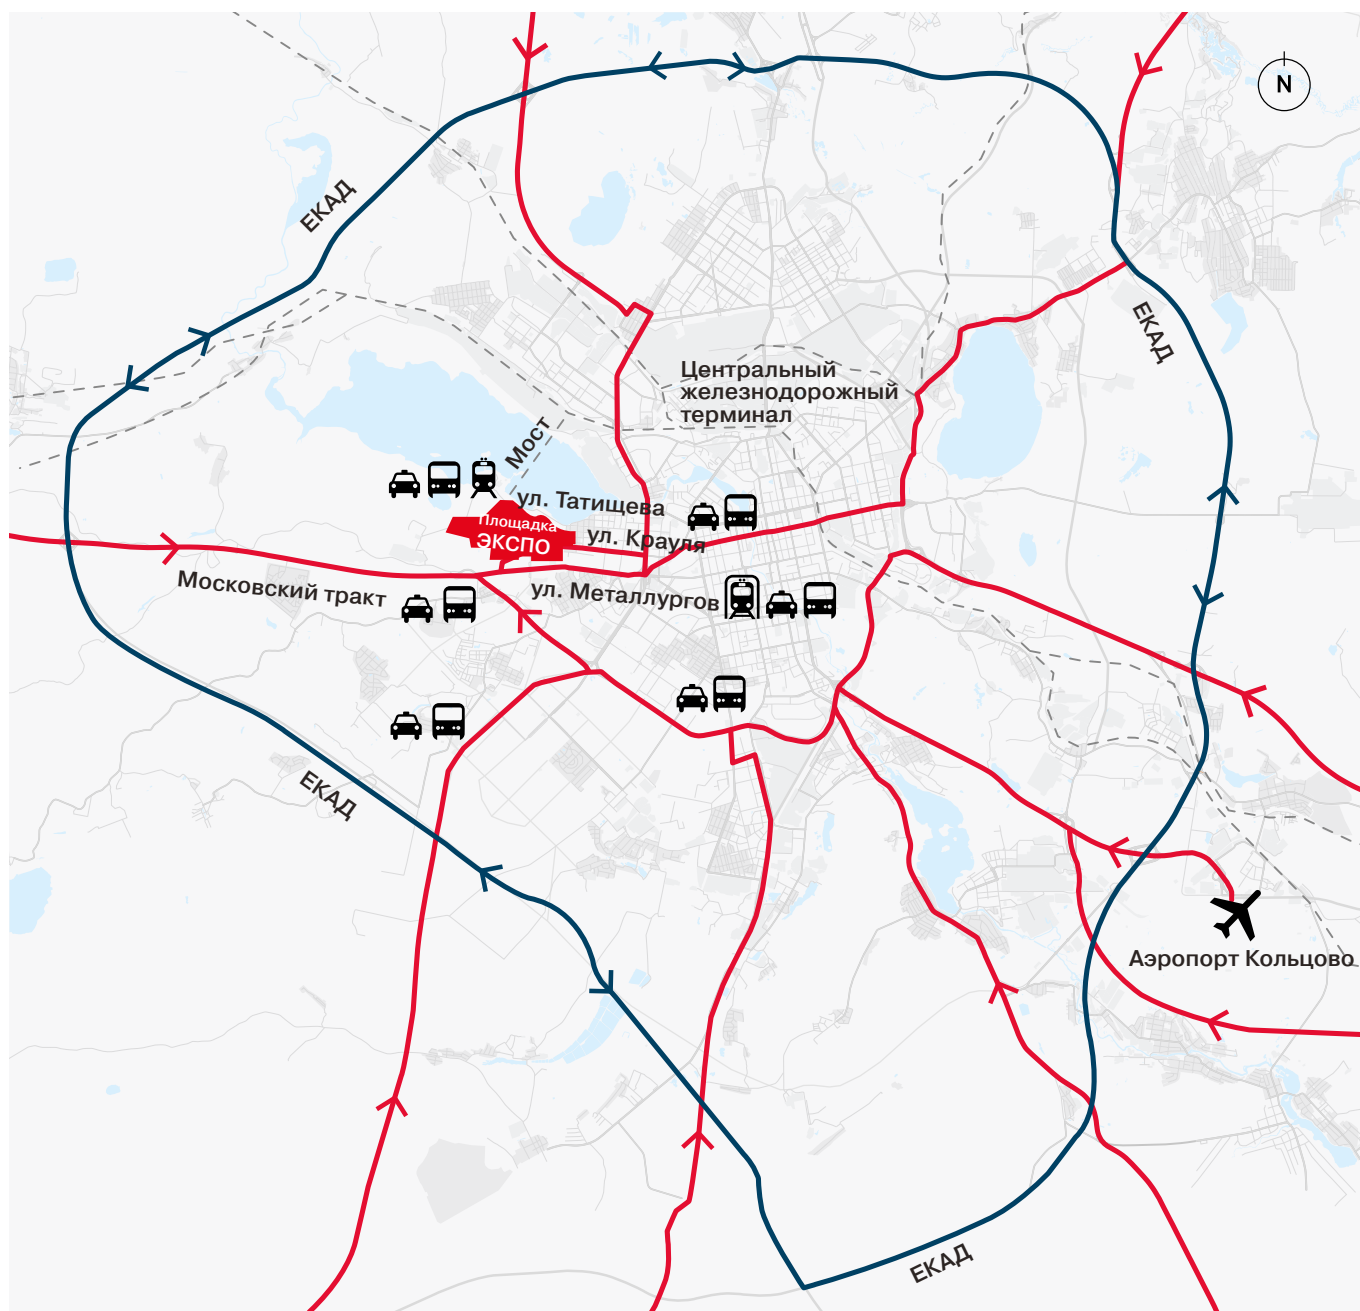 N
ЕКАД
ЕКАД
Центральный
железнодорожный
терминал
Мост
ул. Татищева
Площадка
ЭКСПО
ул. Крауля
Московский тракт
ул. Металлургов
ЕКАД
Аэропорт Кольцово
ЕКАД